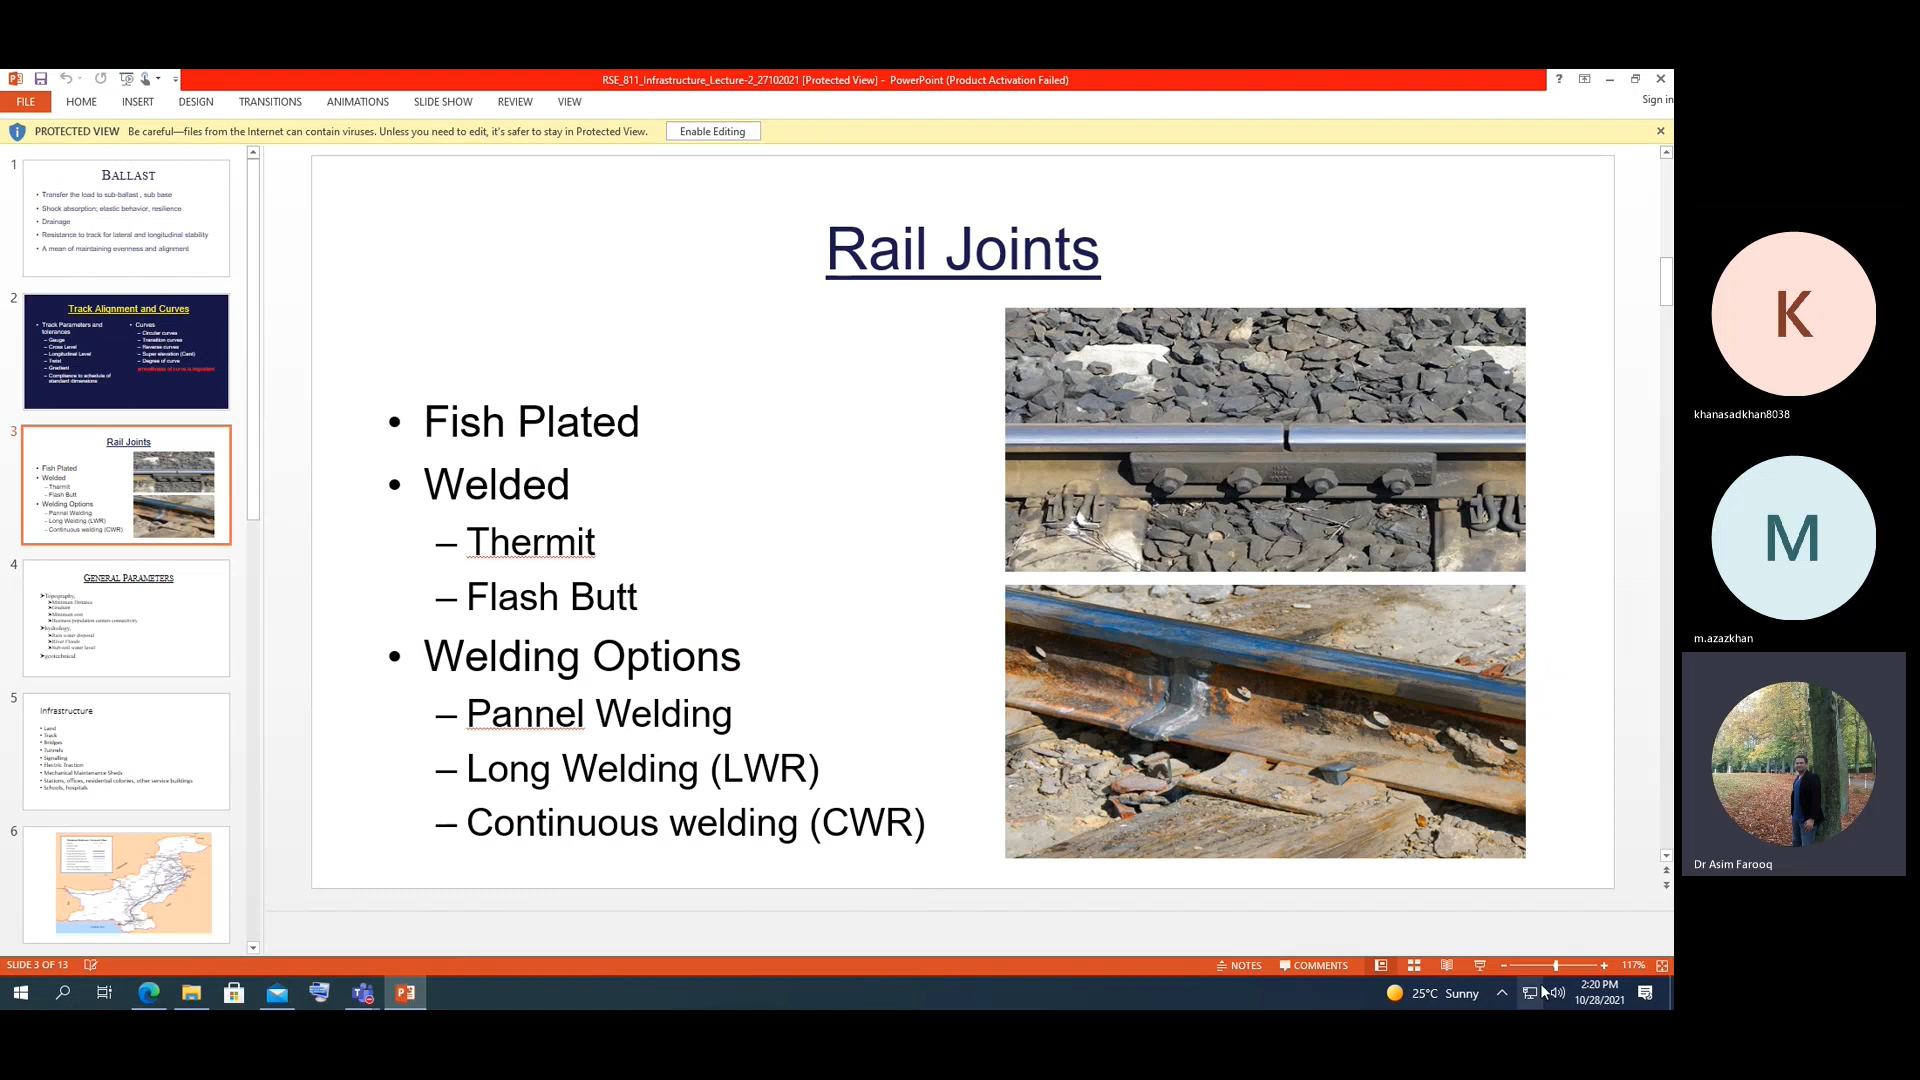 RSE_811_Infrastructure_Lecture-2_27102021 [Protected View] - PowerPoint (Product Activation Failed)
?
FILE HOME INSERT DESIGN TRANSITIONS ANIMATIONS SLIDE SHOW REVIEW VIEW
Sign in
PROTECTED VIEW Be careful—files from the Internet can contain viruses. Unless you need to edit, it's safer to stay in Protected View. Enable Editing
1
BALLAST
• Transfer the load to sub-ballast , sub base
• Shock absorption; elastic behavior, resilience
• Drainage
• Resistance to track for lateral and longitudinal stability
• A mean of maintaining evenness and alignment
2
Track Alignment and Curves
• Track Parameters and
tolerances
– Gauge
– Cross Level
– Longitudinal Level
– Twist
– Gradient
– Compliance to schedule of
standard dimensions
• Curves
– Circular curves
– Transition curves
– Reverse curves
– Super elevation (Cant)
– Degree of curve
3
Rail Joints
• Fish Plated
• Welded
– Thermit
– Flash Butt
• Welding Options
– Pannel Welding
– Long Welding (LWR)
– Continuous welding (CWR)
4
GENERAL PARAMETERS
➤Topography,
➤Minimum Distance
➤Gradient
➤Minimum cost
➤Business/population centers connectivity
➤hydrology,
➤Rain water disposal
➤River Floods
➤Sub-soil water level
➤geotechnical
5
Infrastructure
• Land
• Track
• Bridges
• Tunnels
• Signalling
• Electric Traction
• Mechanical Maintenance Sheds
• Stations, offices, residential colonies, other service buildings
• Schools, hospitals
6
Rail Joints
• Fish Plated
• Welded
– Thermit
– Flash Butt
• Welding Options
– Pannel Welding
– Long Welding (LWR)
– Continuous welding (CWR)
K
khanasadkhan8038
M
m.azazkhan
Dr Asim Farooq
SLIDE 3 OF 13
NOTES COMMENTS 117%
25°C Sunny
2:20 PM
10/28/2021